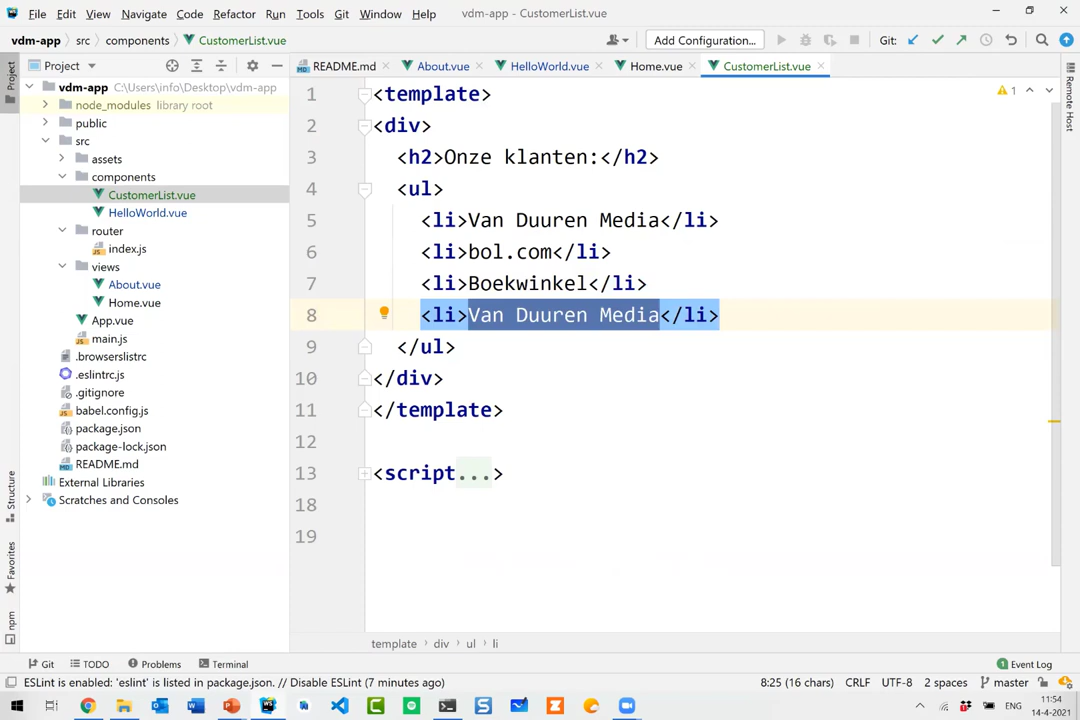 File Edit View Navigate Code Refactor Run Tools Git Window Help vdm-app - CustomerList.vue
vdm-app src components CustomerList.vue Add Configuration... Git:
Project README.md About.vue HelloWorld.vue Home.vue CustomerList.vue
Project
Remote Host
vdm-app C:\Users\info\Desktop\vdm-app
node_modules library root
public
src
assets
components
CustomerList.vue
HelloWorld.vue
router
index.js
views
About.vue
Home.vue
App.vue
main.js
.browserslistrc
.eslintrc.js
.gitignore
babel.config.js
package.json
package-lock.json
README.md
External Libraries
Scratches and Consoles
Structure
Favorites
npm
1 <template>
1
2 <div>
3 <h2>Onze klanten:</h2>
4 <ul>
5 <li>Van Duuren Media</li>
6 <li>bol.com</li>
7 <li>Boekwinkel</li>
8 <li>Van Duuren Media</li>
9 </ul>
10 </div>
11 </template>
12
13 <script...>
18
19
template div ul li
Git TODO Problems Terminal 1 Event Log
ESLint is enabled: 'eslint' is listed in package.json. // Disable ESLint (7 minutes ago) 8:25 (16 chars) CRLF UTF-8 2 spaces master
ENG 11:54
14-4-2021